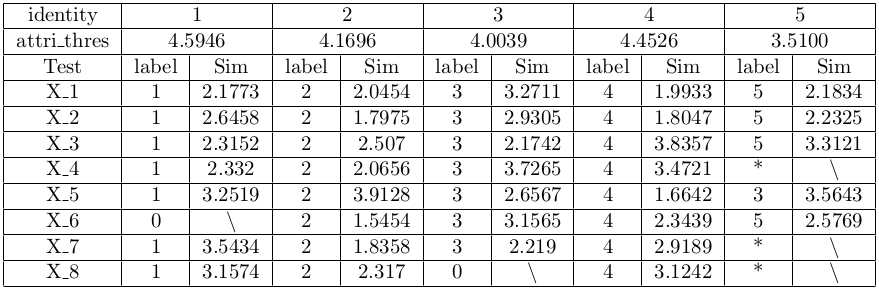 identity 1 2 3 4 5
attri_thres 4.5946 4.1696 4.0039 4.4526 3.5100
Test label Sim label Sim label Sim label Sim label Sim
X_1 1 2.1773 2 2.0454 3 3.2711 4 1.9933 5 2.1834
X_2 1 2.6458 2 1.7975 3 2.9305 4 1.8047 5 2.2325
X_3 1 2.3152 2 2.507 3 2.1742 4 3.8357 5 3.3121
X_4 1 2.332 2 2.0656 3 3.7265 4 3.4721 * \
X_5 1 3.2519 2 3.9128 3 2.6567 4 1.6642 3 3.5643
X_6 0 \ 2 1.5454 3 3.1565 4 2.3439 5 2.5769
X_7 1 3.5434 2 1.8358 3 2.219 4 2.9189 * \
X_8 1 3.1574 2 2.317 0 \ 4 3.1242 * \